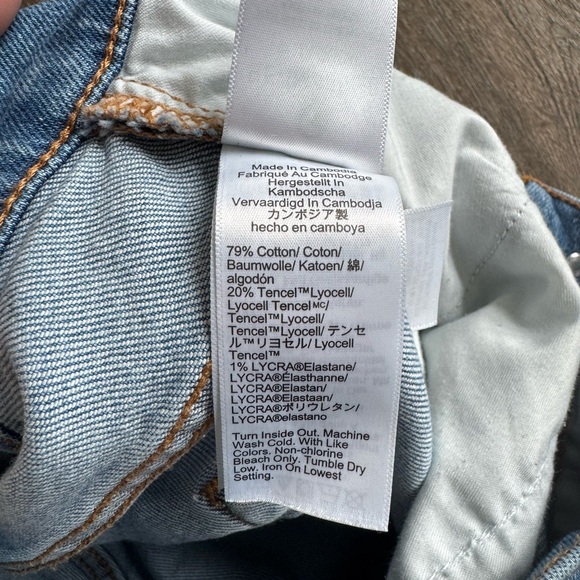 Made In Cambodia
Fabriqué Au Cambodge
Hergestellt In
Kambodscha
Vervaardigd In Cambodja
カンボジア製
hecho en camboya
79% Cotton/ Coton/
Baumwolle/ Katoen/ 綿/
algodón
20% Tencel™Lyocell/
Lyocell Tencel MC/
Tencel™Lyocell/
Tencel™Lyocell/ テンセ
ル™リヨセル/ Lyocell
Tencel™
1% LYCRA®Elastane/
LYCRA®Élasthanne/
LYCRA®Elastan/
LYCRA®Elastaan/
LYCRA®ポリウレタン/
LYCRA®elastano
Turn Inside Out. Machine
Wash Cold. With Like
Colors. Non-chlorine
Bleach Only. Tumble Dry
Low. Iron On Lowest
Setting.